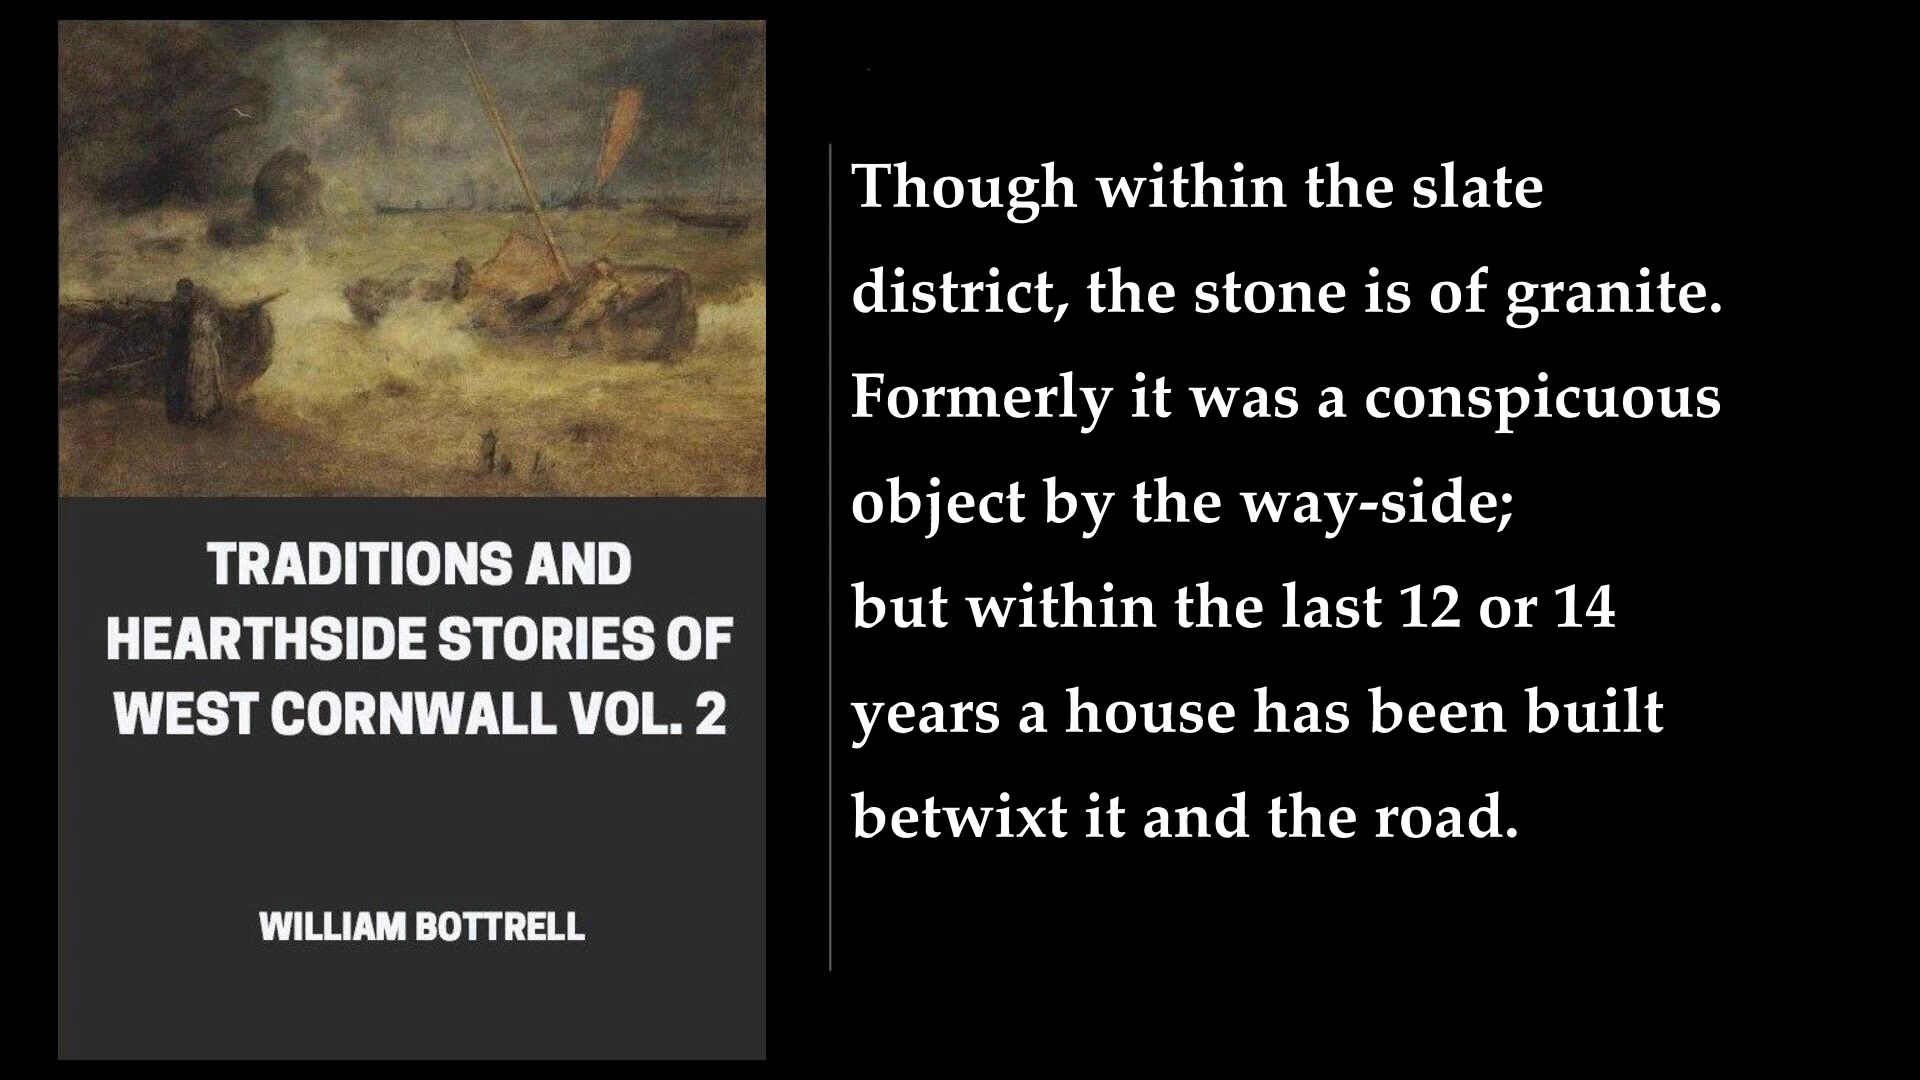 TRADITIONS AND
HEARTHSIDE STORIES OF
WEST CORNWALL VOL. 2
WILLIAM BOTTRELL
Though within the slate
district, the stone is of granite.
Formerly it was a conspicuous
object by the way-side;
but within the last 12 or 14
years a house has been built
betwixt it and the road.